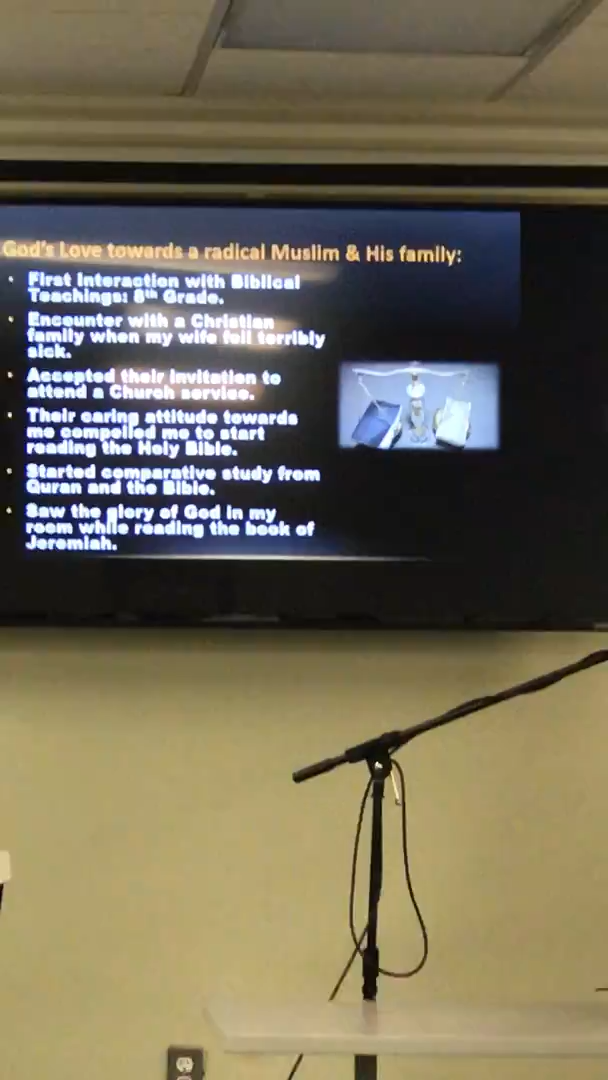 God's Love towards a radical Muslim & His family:
• First Interaction with Biblical
Teachings: 8th Grade.
• Encounter with a Christian
family when my wife fell terribly
sick.
• Accepted their invitation to
attend a Church service.
• Their caring attitude towards
me compelled me to start
reading the Holy Bible.
• Started comparative study from
Quran and the Bible.
• Saw the glory of God in my
room while reading the book of
Jeremiah.